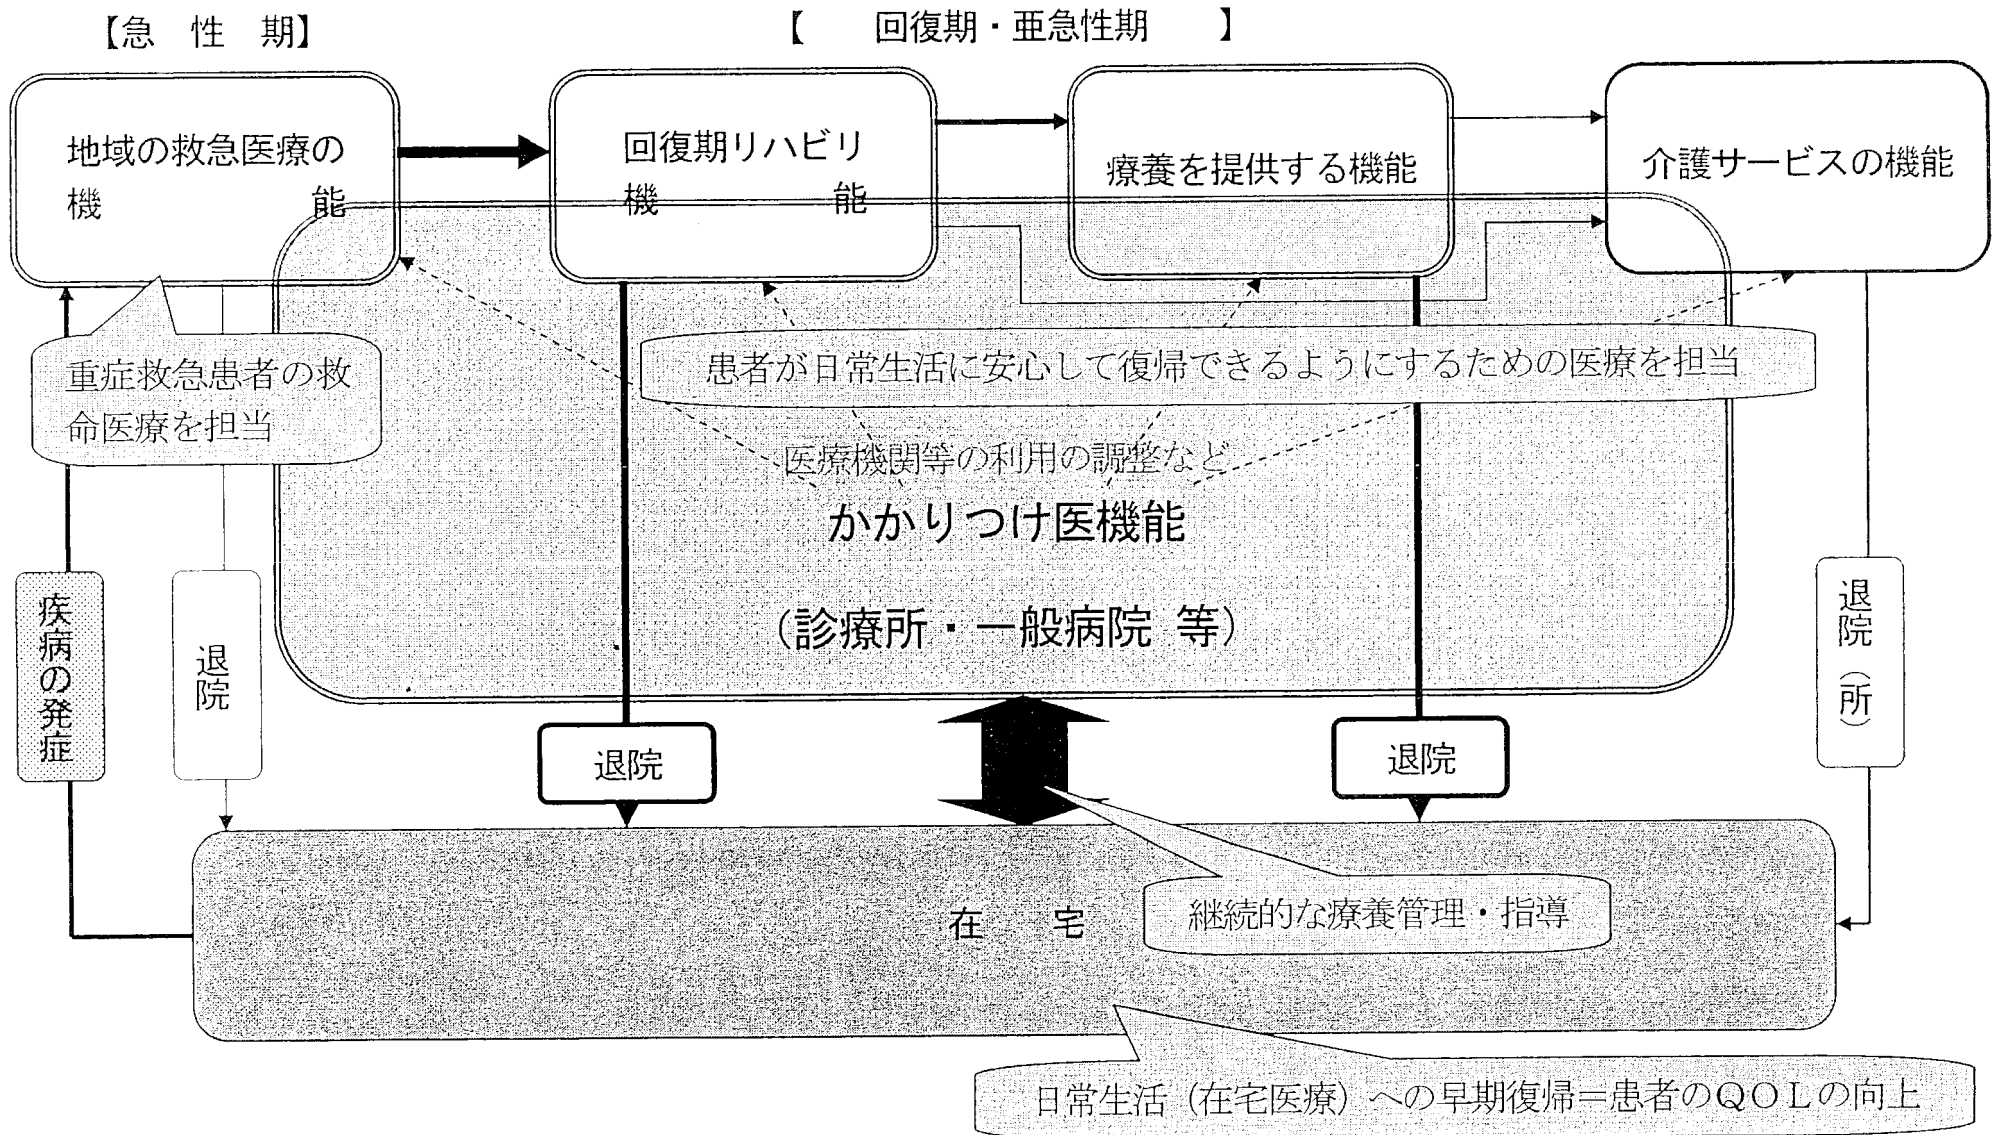 【急　性　期】
【　　回復期・亜急性期　　】
地域の救急医療の
機　　　　　　能
回復期リハビリ
機　　　　　能
療養を提供する機能
介護サービスの機能
重症救急患者の救
命医療を担当
患者が日常生活に安心して復帰できるようにするための医療を担当
医療機関等の利用の調整など
かかりつけ医機能
（診療所・一般病院 等）
疾病の発症
退院
退院
退院
退院（所）
在　　宅
継続的な療養管理・指導
日常生活（在宅医療）への早期復帰＝患者のＱＯＬの向上